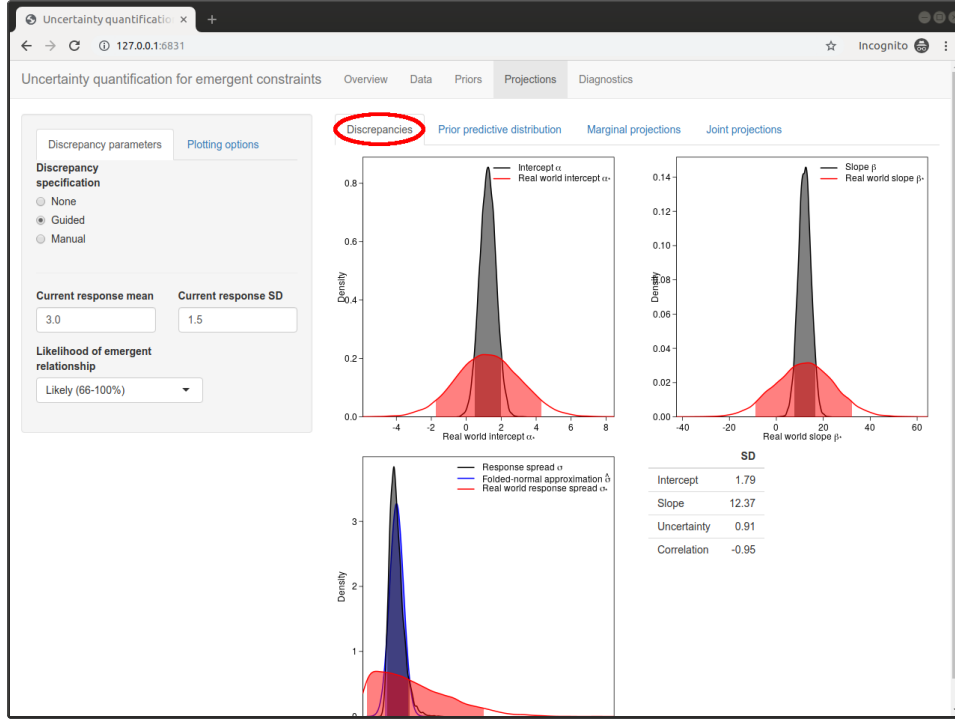 Uncertainty quantificatio
127.0.0.1:6831
Incognito
Uncertainty quantification for emergent constraints
Overview
Data
Priors
Projections
Diagnostics
Discrepancy parameters
Plotting options
Discrepancy
specification
None
Guided
Manual
Current response mean
Current response SD
3.0
1.5
Likelihood of emergent
relationship
Likely (66-100%)
Discrepancies
Prior predictive distribution
Marginal projections
Joint projections
Intercept α
Real world intercept α*
Density
0.8
0.6
0.4
0.2
0.0
-4 -2 0 2 4 6 8
Real world intercept α*
Slope β
Real world slope β*
Density
0.14
0.12
0.10
0.08
0.06
0.04
0.02
0.00
-40 -20 0 20 40 60
Real world slope β*
Response spread σ
Folded-normal approximation σ̂
Real world response spread σ*
Density
3
2
1
0
SD
Intercept 1.79
Slope 12.37
Uncertainty 0.91
Correlation -0.95